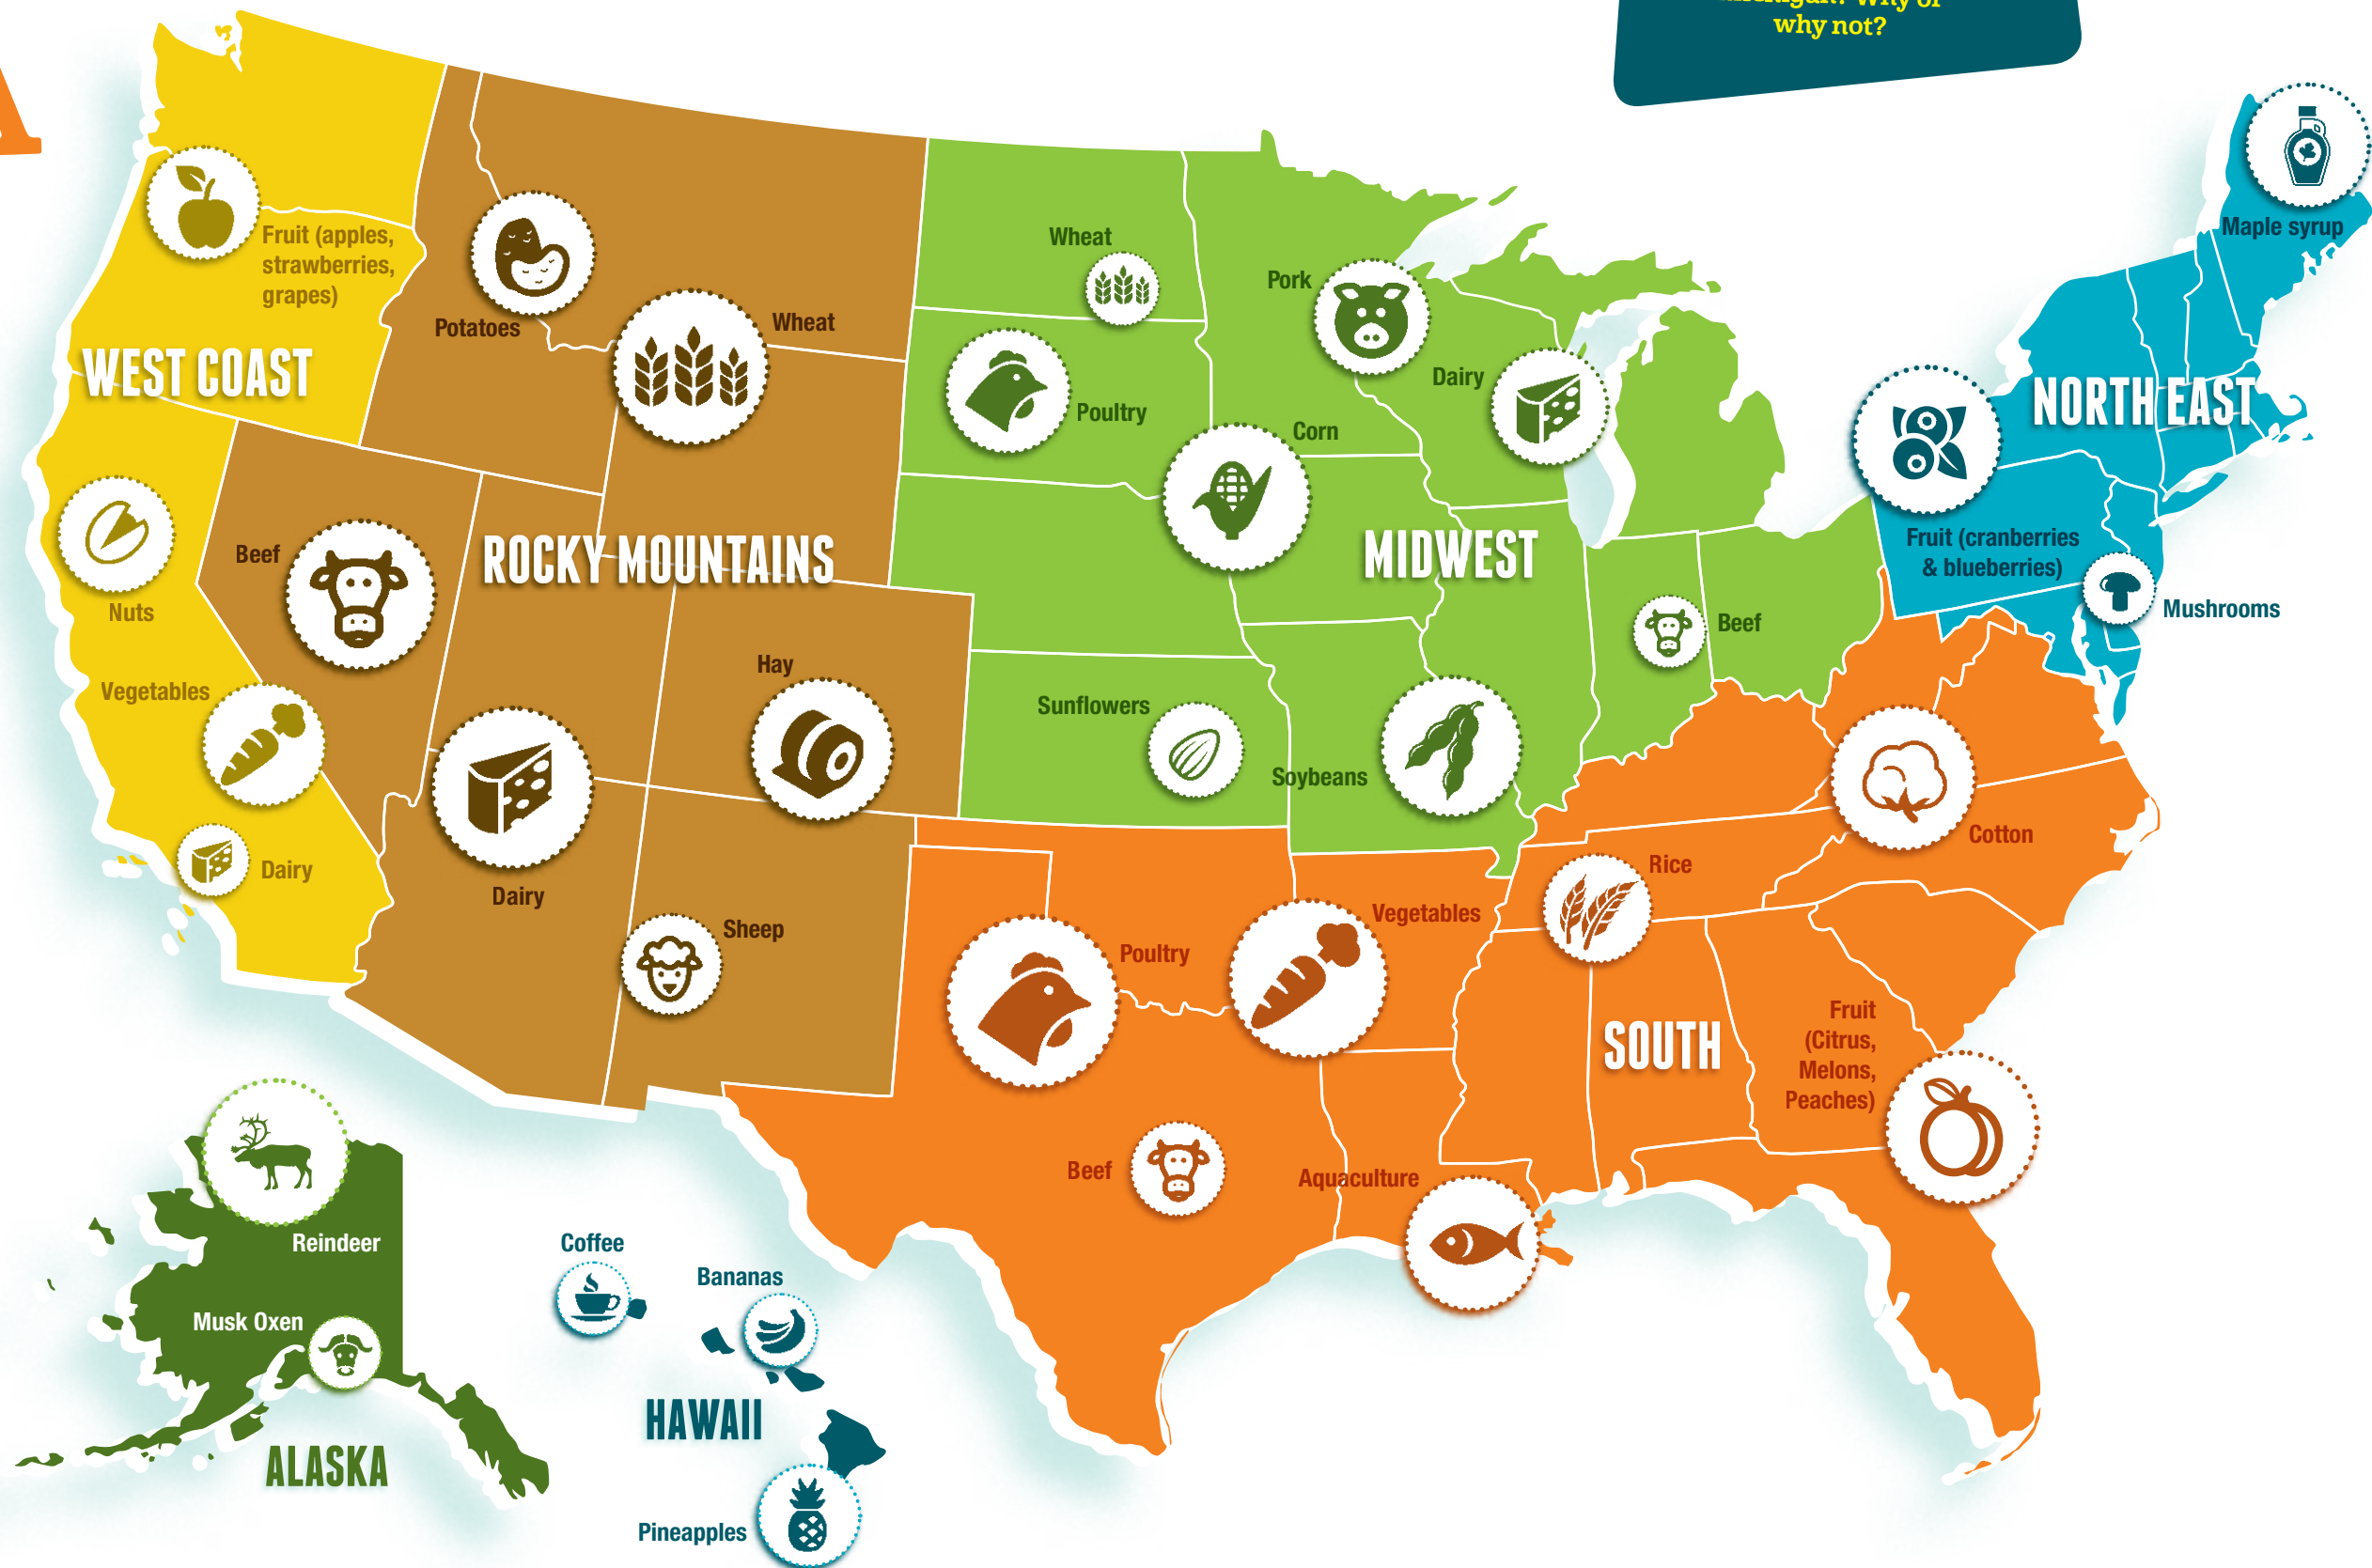 why not?
Maple syrup
Fruit (apples,
strawberries,
grapes)
Wheat
Pork
Potatoes
Wheat
WEST COAST
Dairy
NORTH EAST
Poultry
Corn
Fruit (cranberries
& blueberries)
Beef
ROCKY MOUNTAINS
MIDWEST
Nuts
Mushrooms
Beef
Hay
Vegetables
Sunflowers
Soybeans
Cotton
Dairy
Rice
Dairy
Vegetables
Sheep
Poultry
Fruit
(Citrus,
Melons,
Peaches)
SOUTH
Beef
Aquaculture
Reindeer
Coffee
Bananas
Musk Oxen
HAWAII
ALASKA
Pineapples